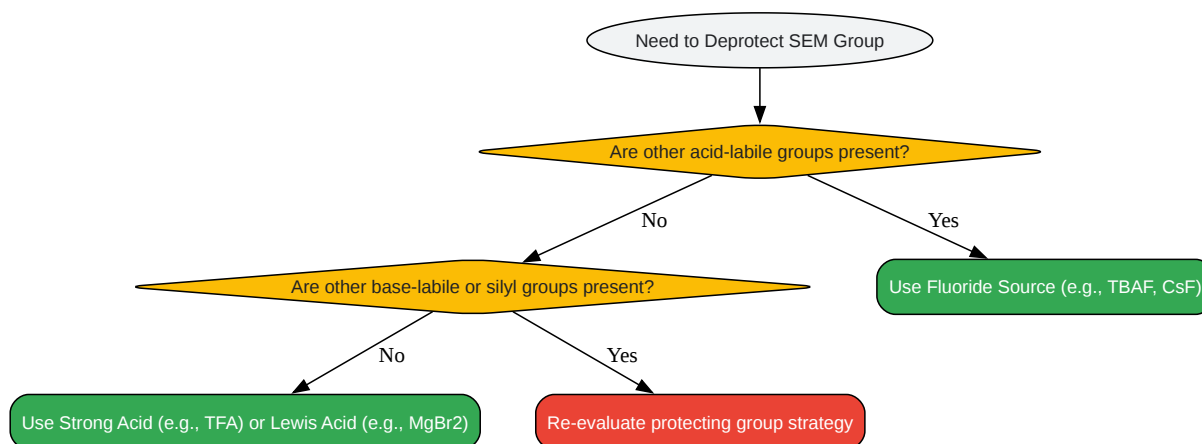 Need to Deprotect SEM Group
Are other acid-labile groups present?
No
Yes
Are other base-labile or silyl groups present?
Use Fluoride Source (e.g., TBAF, CsF)
No
Yes
Use Strong Acid (e.g., TFA) or Lewis Acid (e.g., MgBr2)
Re-evaluate protecting group strategy